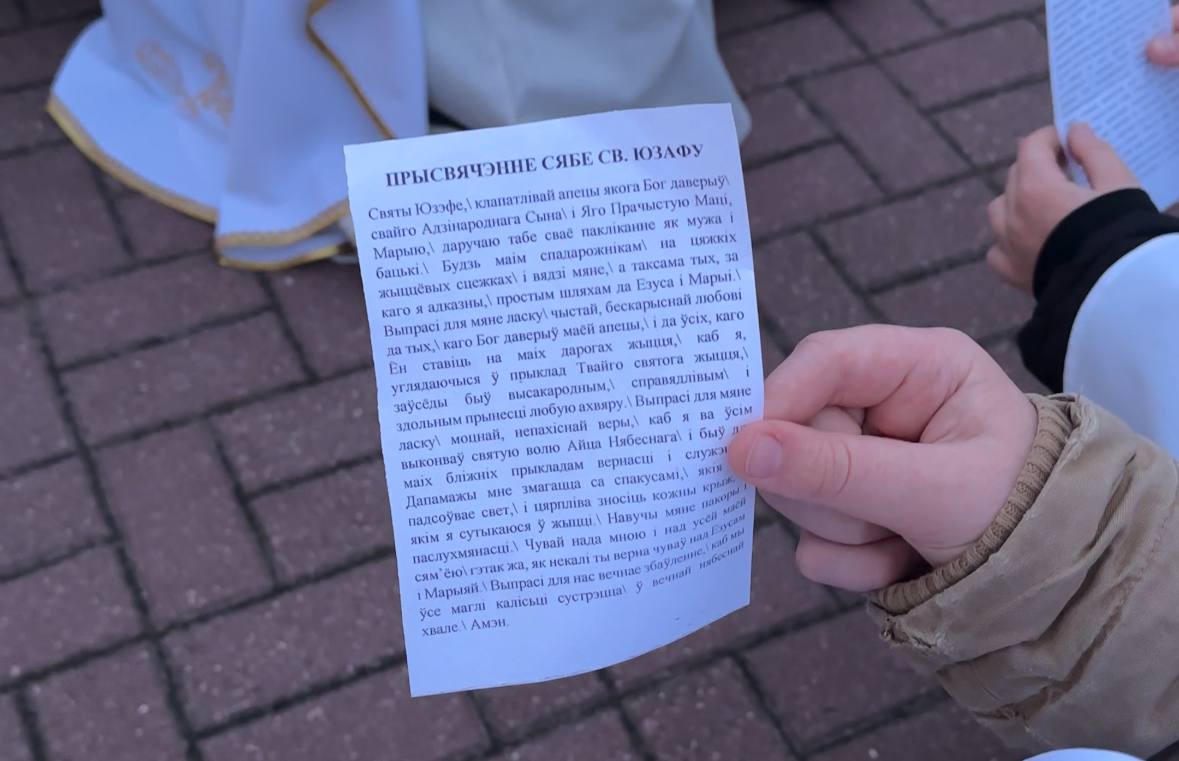 ПРЫСВЯЧЭННЕ СЯБЕ СВ. ЮЗАФУ
Святы Юзэфе,\ клапатлівай апецы якога Бог даверыў\
свайго Адзінароднага Сына\ і Яго Прачыстую Маці,
Марыю,\ даручаю табе сваё пакліканне як мужа і
бацькі.\ Будзь маім спадарожнікам\ на цяжкіх
жыццёвых сцежках\ і вядзі мяне,\ а таксама тых, за
каго я адказны,\ простым шляхам да Езуса і Марыі.\
Выпрасі для мяне ласку\ чыстай, бескарыснай любові
да тых,\ каго Бог даверыў маёй апецы,\ і да ўсіх, каго
Ён ставіць на маіх дарогах жыцця,\ каб я,
углядаючыся ў прыклад Твайго святога жыцця,\
заўсёды быў высакародным,\ справядлівым\ і
здольным прынесці любую ахвяру.\ Выпрасі для мяне
ласку\ моцнай, непахіснай веры,\ каб я ва ўсім
выконваў святую волю Айца Нябеснага\ і быў
маіх бліжніх прыкладам вернасці і
Дапамажы мне змагацца са спакусамі,\ якія
падсоўвае свет,\ і цярпліва зносіць кожны
якім я сутыкаюся ў жыцці.\ Навучы мяне пакоры
паслухмянасці.\ Чувай нада мною і над усёй маёй
сям’ёю\ гэтак жа, як некалі ты верна чуваў над Езусам
і Марыяй.\ Выпрасі для нас вечнае збаўленне,\ каб мы
ўсе маглі калісьці сустрэцца\ ў вечнай нябеснай
хвале.\ Амэн.